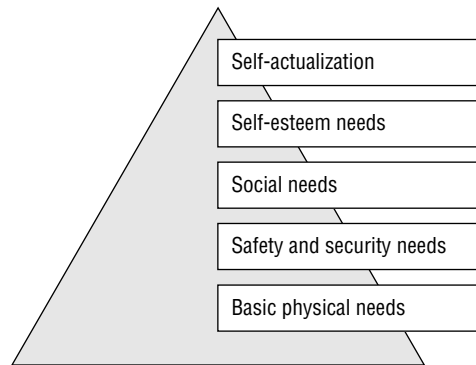 Self-actualization
Self-esteem needs
Social needs
Safety and security needs
Basic physical needs